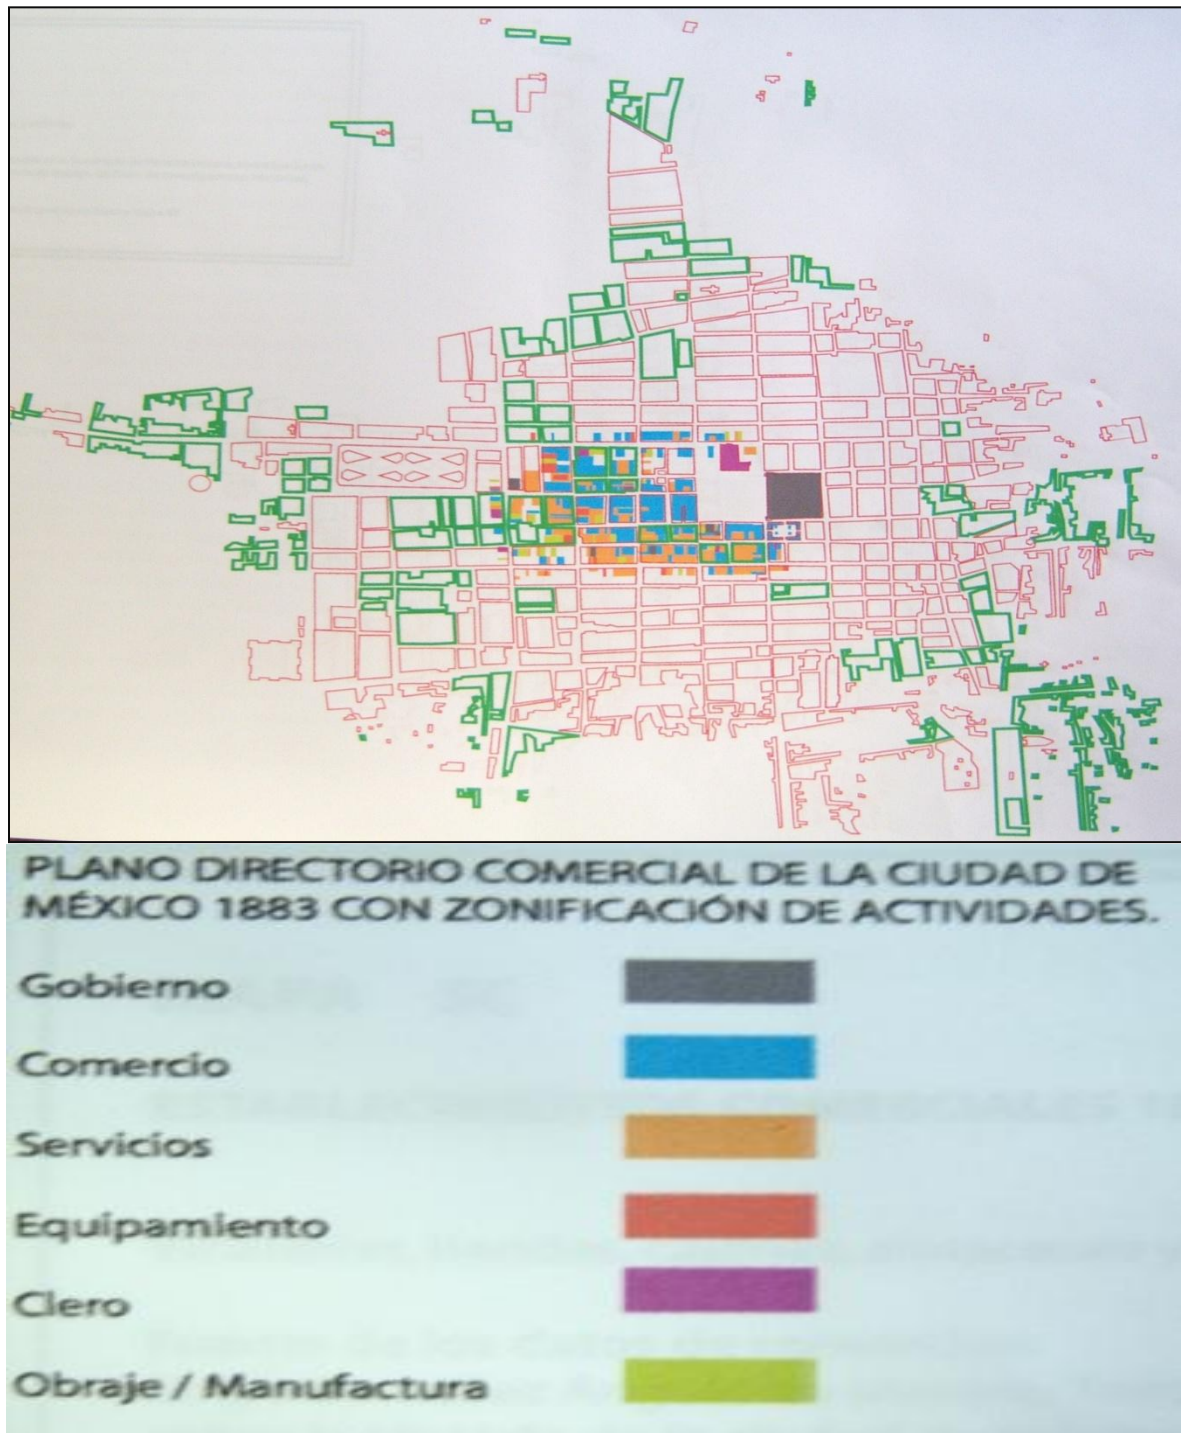 PLANO DIRECTORIO COMERCIAL DE LA CIUDAD DE
MÉXICO 1883 CON ZONIFICACIÓN DE ACTIVIDADES.
Gobierno
Comercio
Servicios
Equipamiento
Clero
Obraje / Manufactura